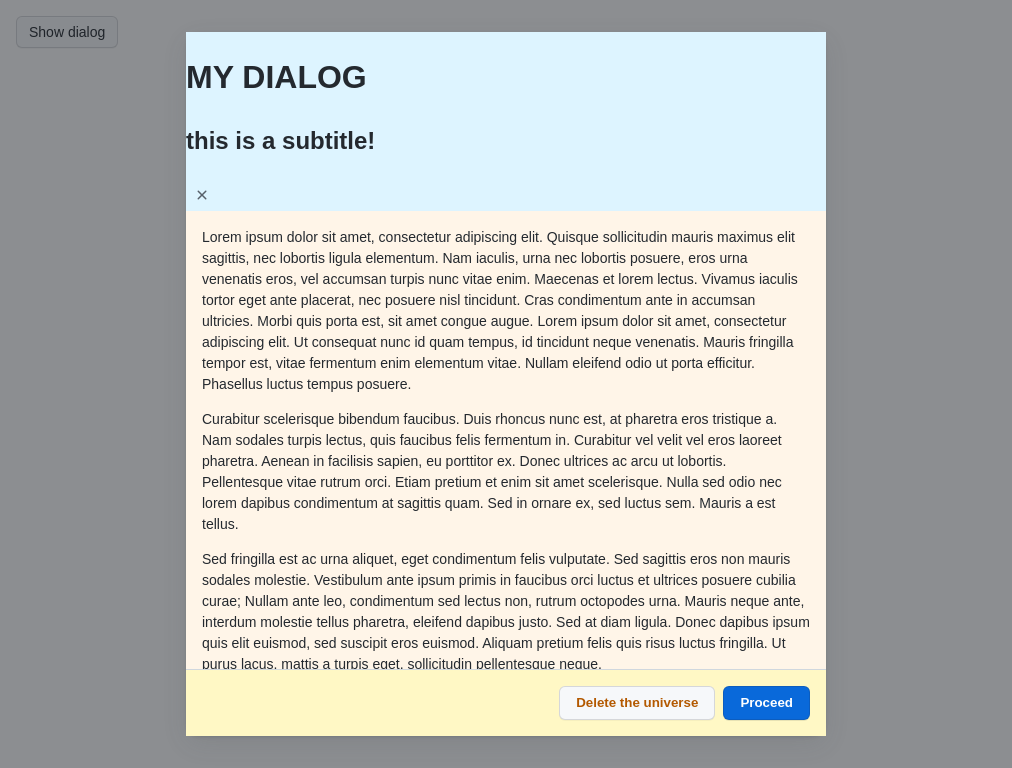 Show dialog
MY DIALOG
this is a subtitle!
✕
Lorem ipsum dolor sit amet, consectetur adipiscing elit. Quisque sollicitudin mauris maximus elit
sagittis, nec lobortis ligula elementum. Nam iaculis, urna nec lobortis posuere, eros urna
venenatis eros, vel accumsan turpis nunc vitae enim. Maecenas et lorem lectus. Vivamus iaculis
tortor eget ante placerat, nec posuere nisl tincidunt. Cras condimentum ante in accumsan
ultricies. Morbi quis porta est, sit amet congue augue. Lorem ipsum dolor sit amet, consectetur
adipiscing elit. Ut consequat nunc id quam tempus, id tincidunt neque venenatis. Mauris fringilla
tempor est, vitae fermentum enim elementum vitae. Nullam eleifend odio ut porta efficitur.
Phasellus luctus tempus posuere.
Curabitur scelerisque bibendum faucibus. Duis rhoncus nunc est, at pharetra eros tristique a.
Nam sodales turpis lectus, quis faucibus felis fermentum in. Curabitur vel velit vel eros laoreet
pharetra. Aenean in facilisis sapien, eu porttitor ex. Donec ultrices ac arcu ut lobortis.
Pellentesque vitae rutrum orci. Etiam pretium et enim sit amet scelerisque. Nulla sed odio nec
lorem dapibus condimentum at sagittis quam. Sed in ornare ex, sed luctus sem. Mauris a est
tellus.
Sed fringilla est ac urna aliquet, eget condimentum felis vulputate. Sed sagittis eros non mauris
sodales molestie. Vestibulum ante ipsum primis in faucibus orci luctus et ultrices posuere cubilia
curae; Nullam ante leo, condimentum sed lectus non, rutrum octopodes urna. Mauris neque ante,
interdum molestie tellus pharetra, eleifend dapibus justo. Sed at diam ligula. Donec dapibus ipsum
quis elit euismod, sed suscipit eros euismod. Aliquam pretium felis quis risus luctus fringilla. Ut
purus lacus, mattis a turpis eget, sollicitudin pellentesque neque.
Delete the universe
Proceed